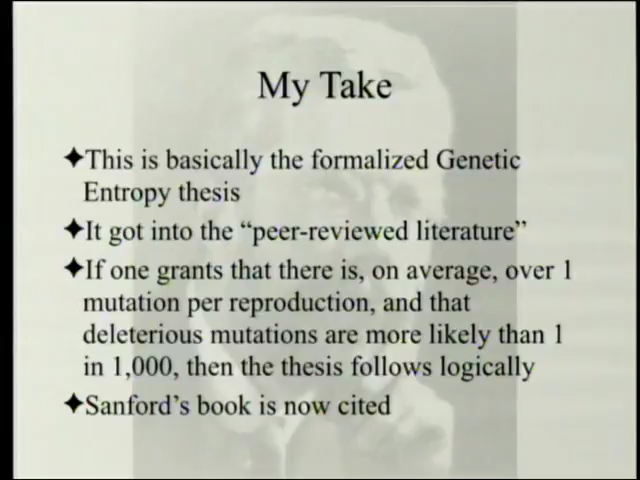 My Take
✦This is basically the formalized Genetic
Entropy thesis
✦It got into the “peer-reviewed literature”
✦If one grants that there is, on average, over 1
mutation per reproduction, and that
deleterious mutations are more likely than 1
in 1,000, then the thesis follows logically
✦Sanford’s book is now cited